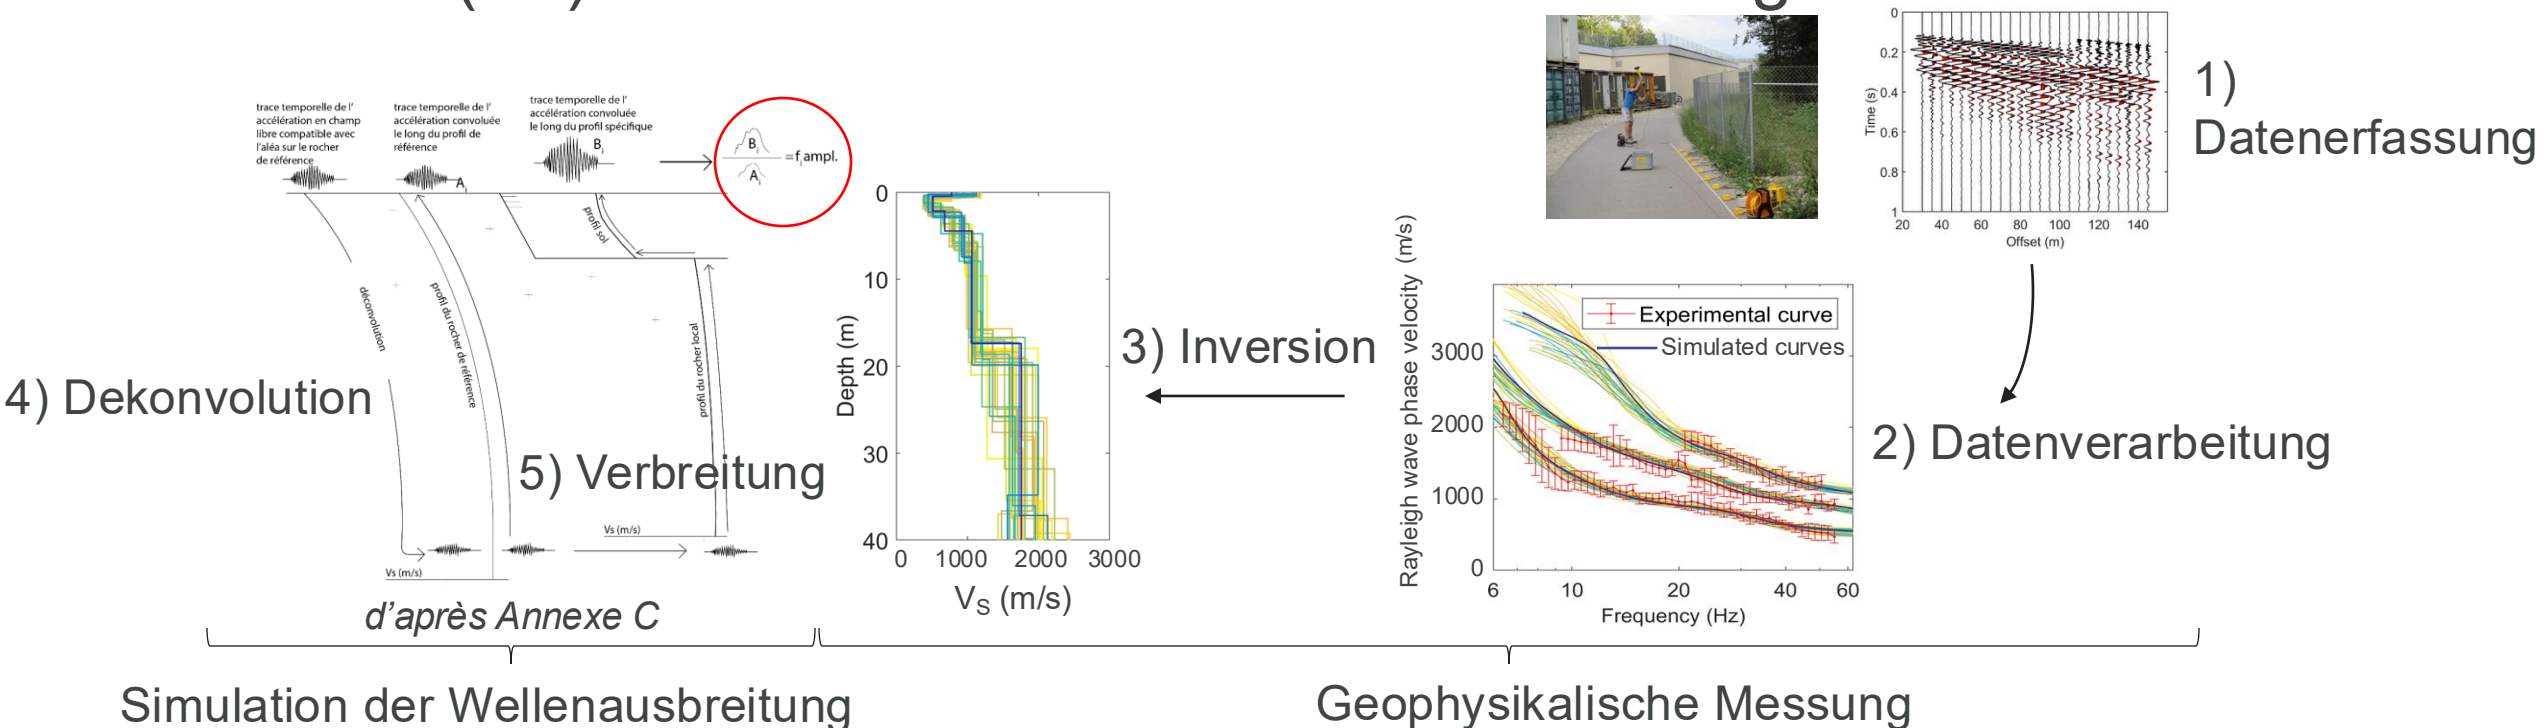 trace temporelle de l'
accélération en champ
libre compatible avec
l'aléa sur le rocher
de référence
trace temporelle de l'
accélération convoluée
le long du profil de
référence
A i
trace temporelle de l'
accélération convoluée
le long du profil spécifique
B i
B i
A i
=f i ampl.
profil sol
déconvolution
profil du rocher de référence
profil du rocher local
4) Dekonvolution
5) Verbreitung
Vs (m/s)
Vs (m/s)
d'après Annexe C
Simulation der Wellenausbreitung
0
10
20
30
40
Depth (m)
0 1000 2000 3000
VS (m/s)
3) Inversion
Rayleigh wave phase velocity (m/s)
3000
2000
1000
0
Experimental curve
Simulated curves
6 10 20 40 60
Frequency (Hz)
2) Datenverarbeitung
0
0.2
0.4
0.6
0.8
1
Time (s)
20 40 60 80 100 120 140
Offset (m)
1)
Datenerfassung
Geophysikalische Messung